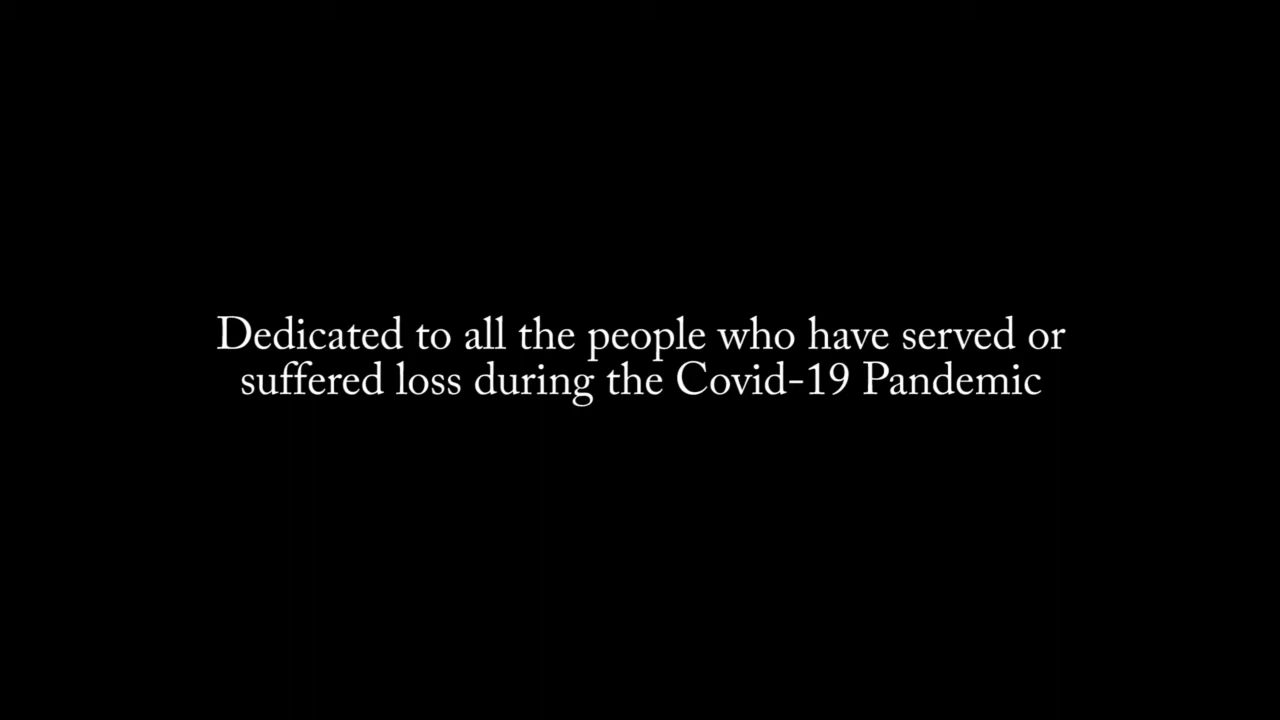 Dedicated to all the people who have served or
suffered loss during the Covid-19 Pandemic